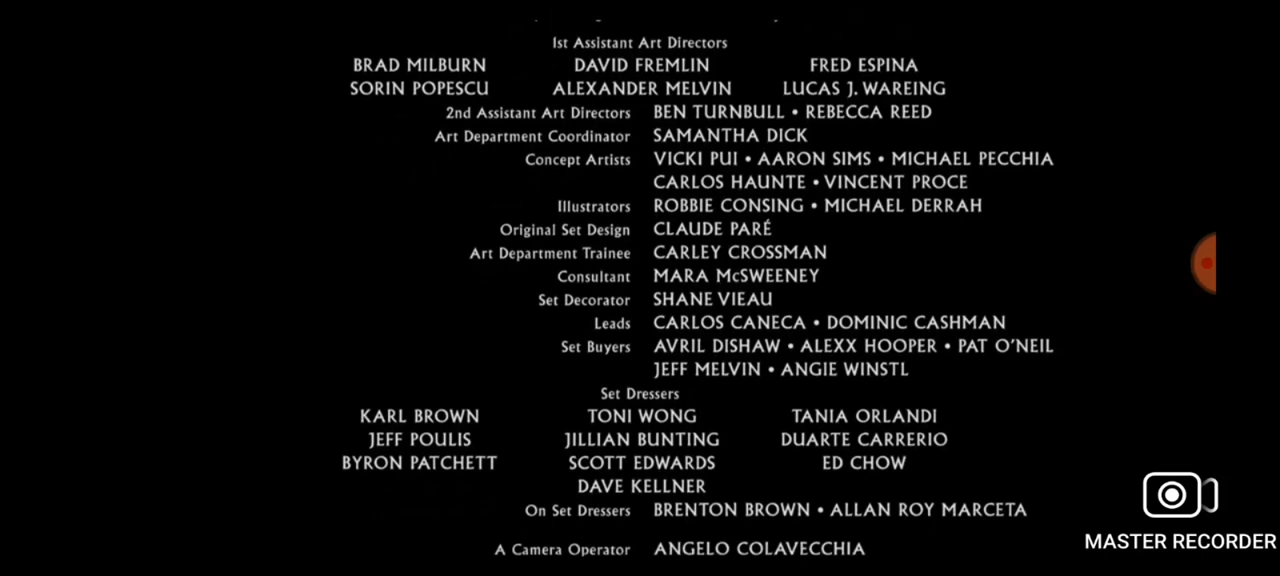 1st Assistant Art Directors
BRAD MILBURN DAVID FREMLIN FRED ESPINA
SORIN POPESCU ALEXANDER MELVIN LUCAS J. WAREING
2nd Assistant Art Directors BEN TURNBULL • REBECCA REED
Art Department Coordinator SAMANTHA DICK
Concept Artists VICKI PUI • AARON SIMS • MICHAEL PECCHIA
CARLOS HAUNTE • VINCENT PROCE
Illustrators ROBBIE CONSING • MICHAEL DERRAH
Original Set Design CLAUDE PARÉ
Art Department Trainee CARLEY CROSSMAN
Consultant MARA McSWEENEY
Set Decorator SHANE VIEAU
Leads CARLOS CANECA • DOMINIC CASHMAN
Set Buyers AVRIL DISHAW • ALEXX HOOPER • PAT O'NEIL
JEFF MELVIN • ANGIE WINSTL
Set Dressers
KARL BROWN TONI WONG TANIA ORLANDI
JEFF POULIS JILLIAN BUNTING DUARTE CARRERIO
BYRON PATCHETT SCOTT EDWARDS ED CHOW
DAVE KELLNER
On Set Dressers BRENTON BROWN • ALLAN ROY MARCETA
A Camera Operator ANGELO COLAVECCHIA
MASTER RECORDER